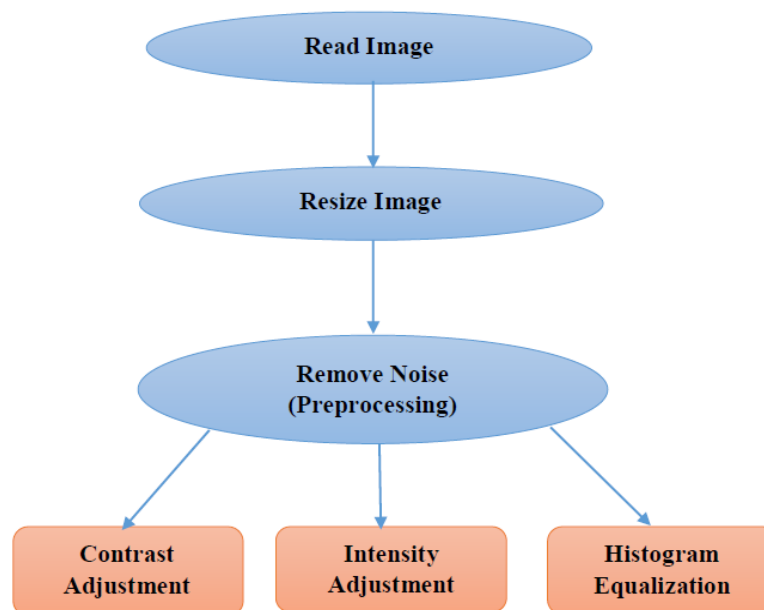 Read Image
Resize Image
Remove Noise
(Preprocessing)
Contrast
Adjustment
Intensity
Adjustment
Histogram
Equalization